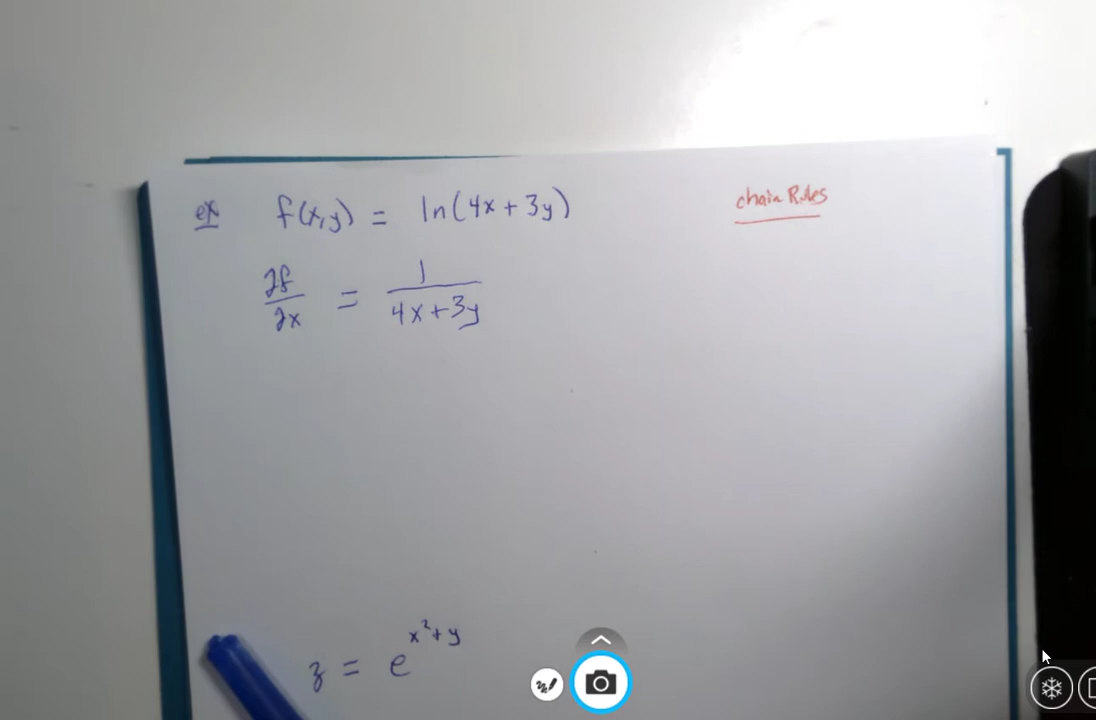 ex f(x,y) = ln(4x + 3y)
chain Rules
∂f/∂x = 1/(4x+3y)
z = e^(x²+y)